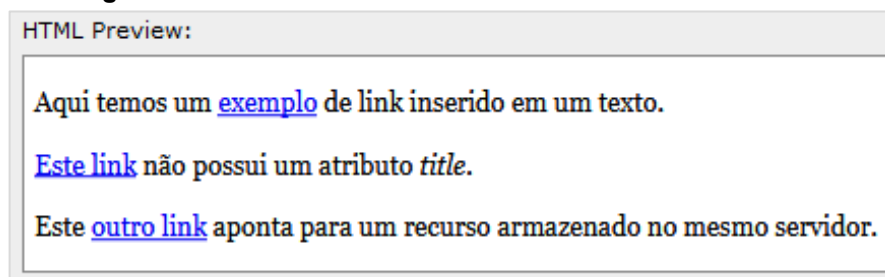 HTML Preview:
Aqui temos um exemplo de link inserido em um texto.
Este link não possui um atributo title.
Este outro link aponta para um recurso armazenado no mesmo servidor.